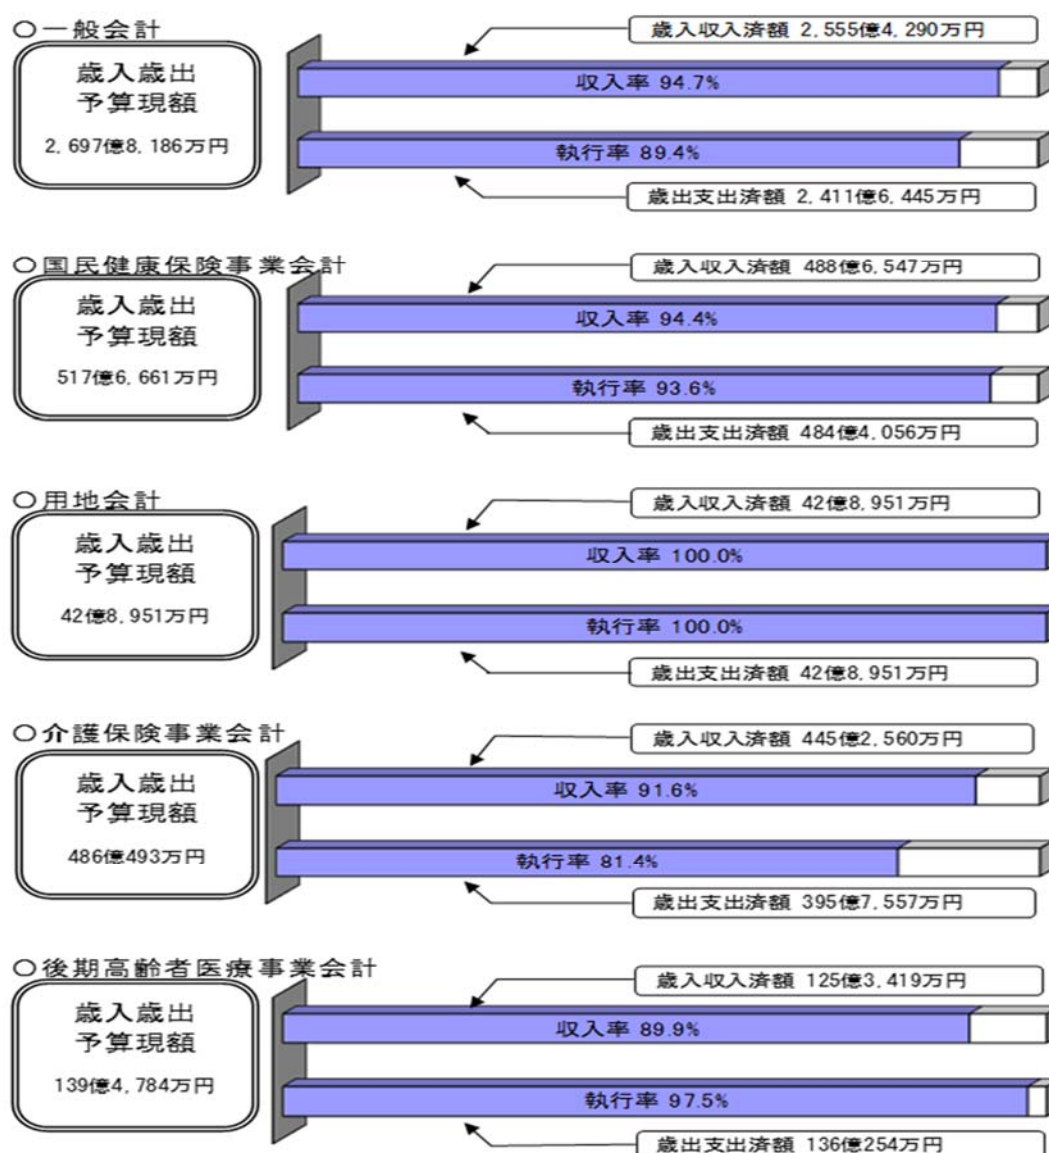 ○一般会計
歳入歳出
予算現額
2,697億8,186万円
歳入収入済額 2,555億4,290万円
収入率 94.7%
執行率 89.4%
歳出支出済額 2,411億6,445万円
○国民健康保険事業会計
歳入歳出
予算現額
517億6,661万円
歳入収入済額 488億6,547万円
収入率 94.4%
執行率 93.6%
歳出支出済額 484億4,056万円
○用地会計
歳入歳出
予算現額
42億8,951万円
歳入収入済額 42億8,951万円
収入率 100.0%
執行率 100.0%
歳出支出済額 42億8,951万円
○介護保険事業会計
歳入歳出
予算現額
486億493万円
歳入収入済額 445億2,560万円
収入率 91.6%
執行率 81.4%
歳出支出済額 395億7,557万円
○後期高齢者医療事業会計
歳入歳出
予算現額
139億4,784万円
歳入収入済額 125億3,419万円
収入率 89.9%
執行率 97.5%
歳出支出済額 136億254万円